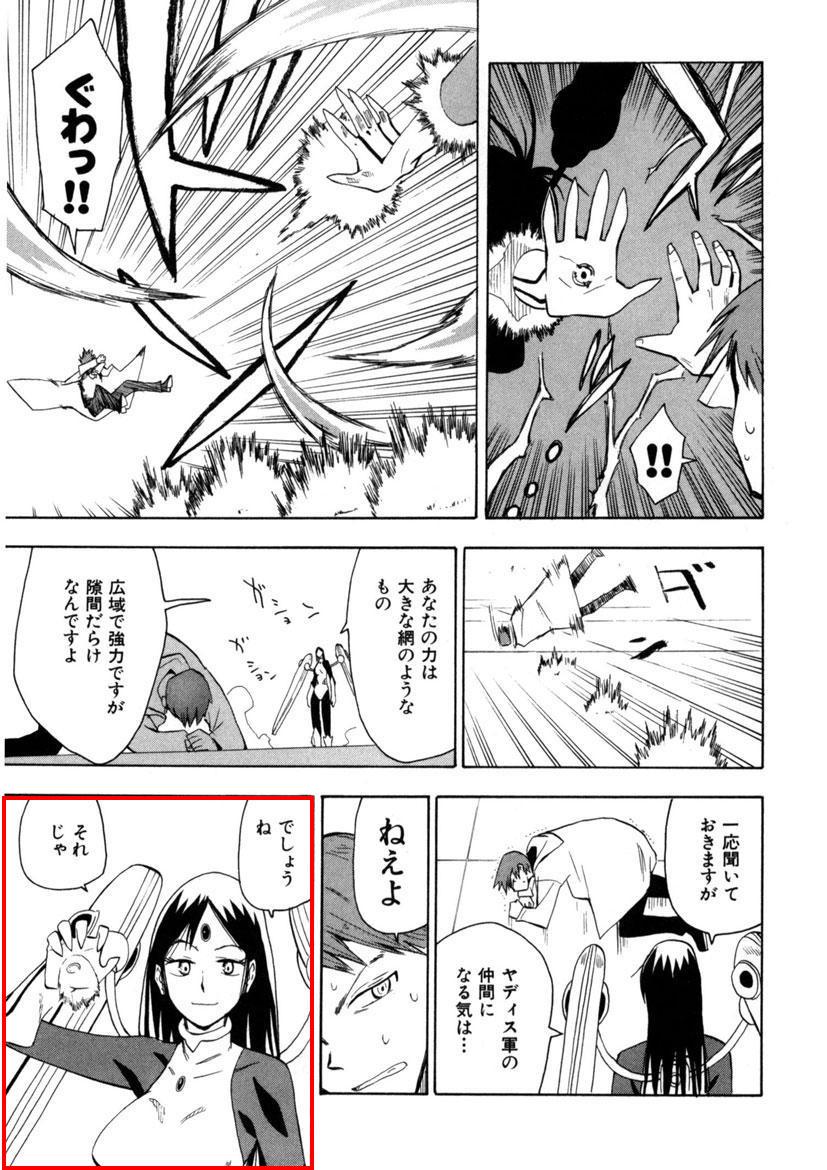 !!
ぐわっ!!
ゴ
あなたの力は
大きな網のような
もの
ガシィン
ガシィン
広域で強力ですが
隙間だらけ
なんですよ
一応聞いて
おきますが
ヤディス軍の
仲間に
なる気は…
ねえよ
でしょう
ね
それ
じゃ